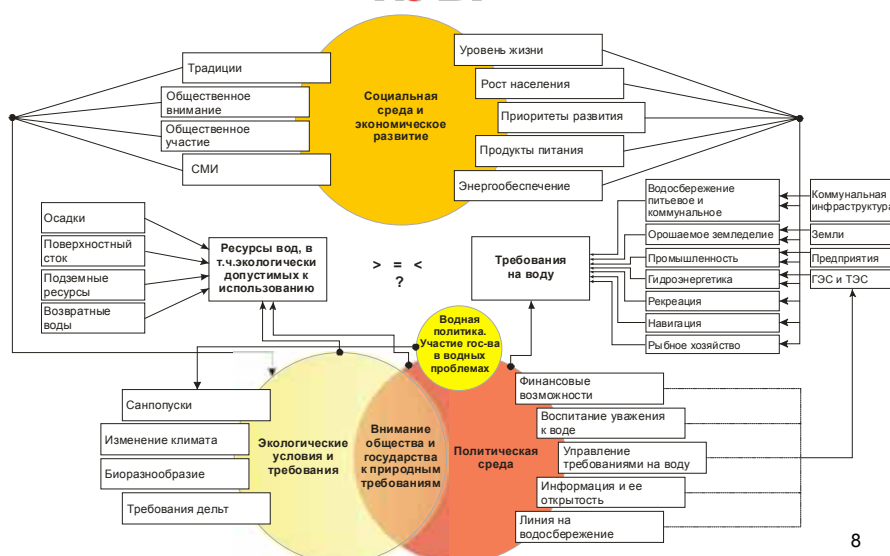 Традиции
Общественное
внимание
Общественное
участие
СМИ
Социальная
среда и
экономическое
развитие
Уровень жизни
Рост населения
Приоритеты развития
Продукты питания
Энергообеспечение
Осадки
Поверхностный
сток
Подземные
ресурсы
Возвратные
воды
Ресурсы вод, в
т.ч.экологически
допустимых к
использованию
> = <
?
Требования
на воду
Водосбережение
питьевое и
коммунальное
Орошаемое земледелие
Промышленность
Гидроэнергетика
Рекреация
Навигация
Рыбное хозяйство
Коммунальная
инфраструктура
Земли
Предприятия
ГЭС и ТЭС
Водная
политика.
Участие гос-ва
в водных
проблемах
Санпопуски
Изменение климата
Биоразнообразие
Требования дельт
Экологические
условия и
требования
Внимание
общества и
государства
к природным
требованиям
Политическая
среда
Финансовые
возможности
Воспитание уважения
к воде
Управление
требованиями на воду
Информация и ее
открытость
Линия на
водосбережение
8